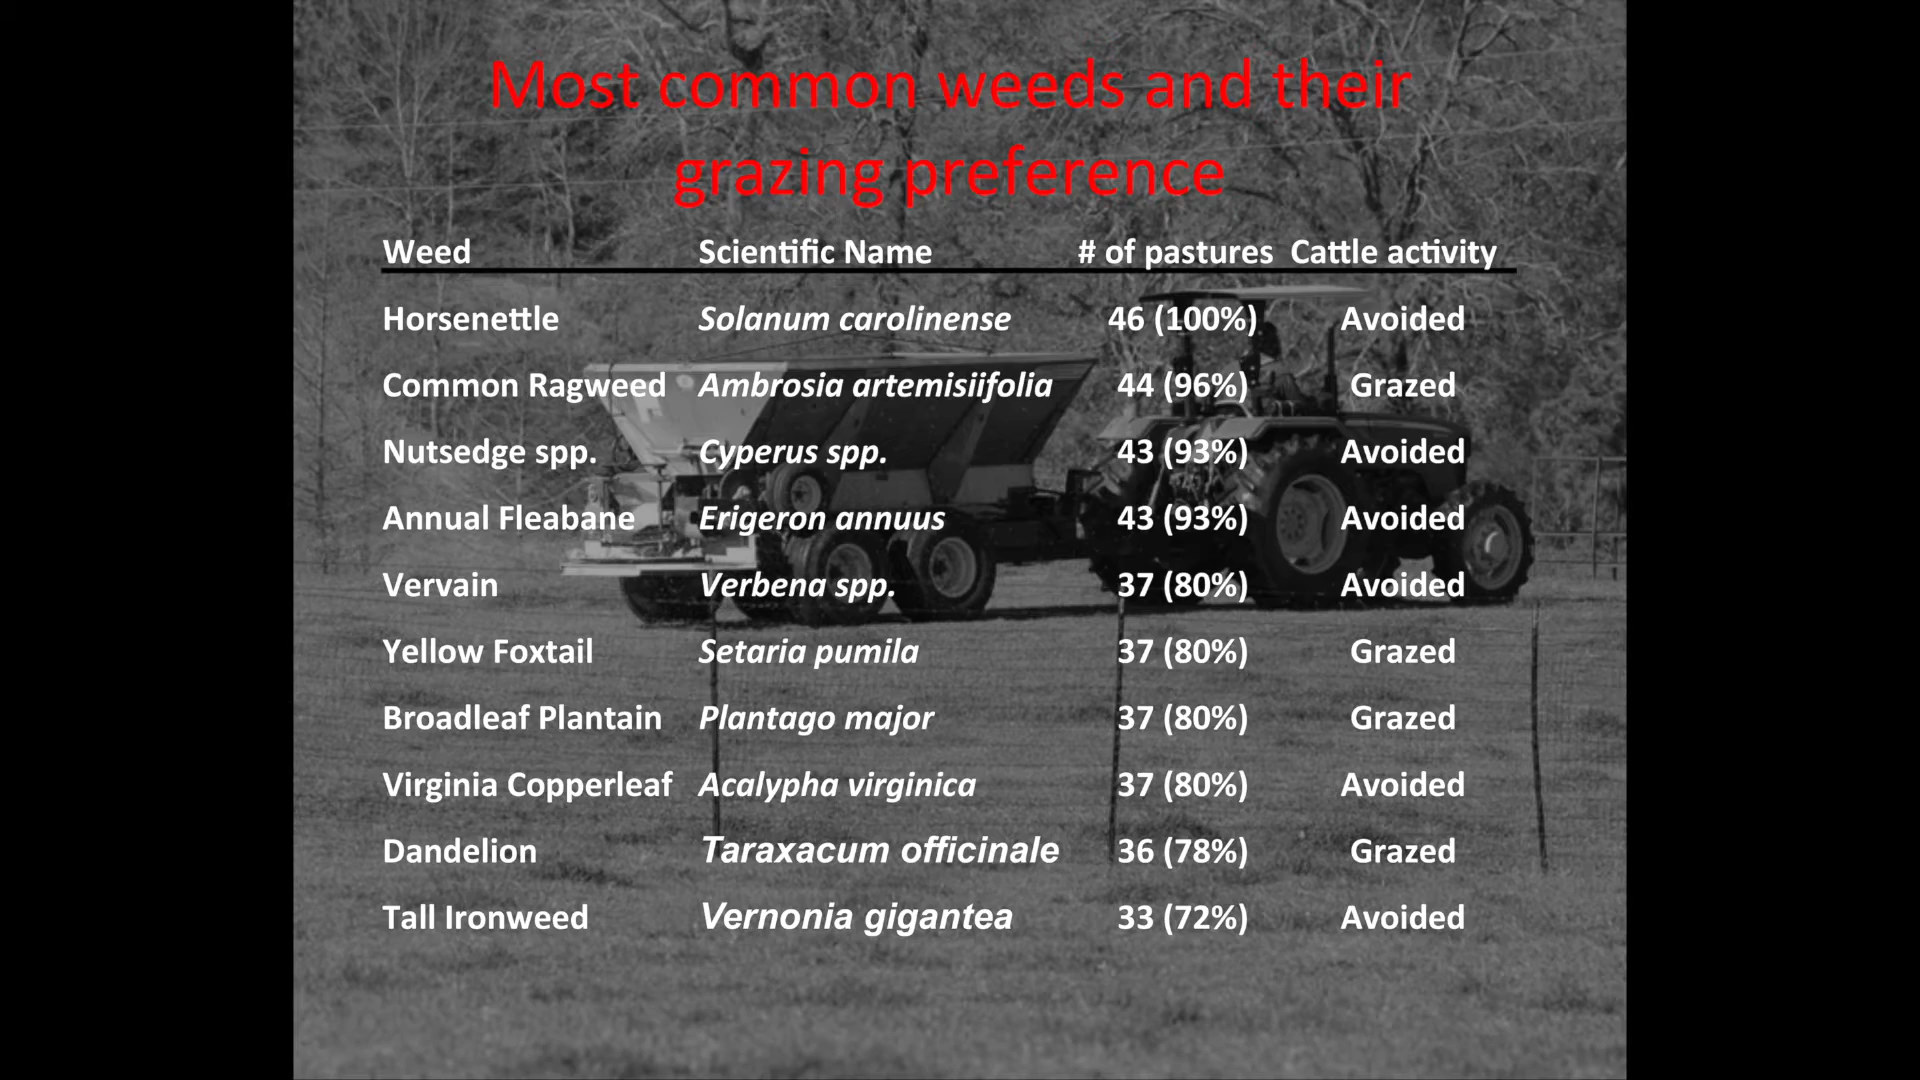 Most common weeds and their
grazing preference
Weed Scientific Name # of pastures Cattle activity
Horsenettle Solanum carolinense 46 (100%) Avoided
Common Ragweed Ambrosia artemisiifolia 44 (96%) Grazed
Nutsedge spp. Cyperus spp. 43 (93%) Avoided
Annual Fleabane Erigeron annuus 43 (93%) Avoided
Vervain Verbena spp. 37 (80%) Avoided
Yellow Foxtail Setaria pumila 37 (80%) Grazed
Broadleaf Plantain Plantago major 37 (80%) Grazed
Virginia Copperleaf Acalypha virginica 37 (80%) Avoided
Dandelion Taraxacum officinale 36 (78%) Grazed
Tall Ironweed Vernonia gigantea 33 (72%) Avoided